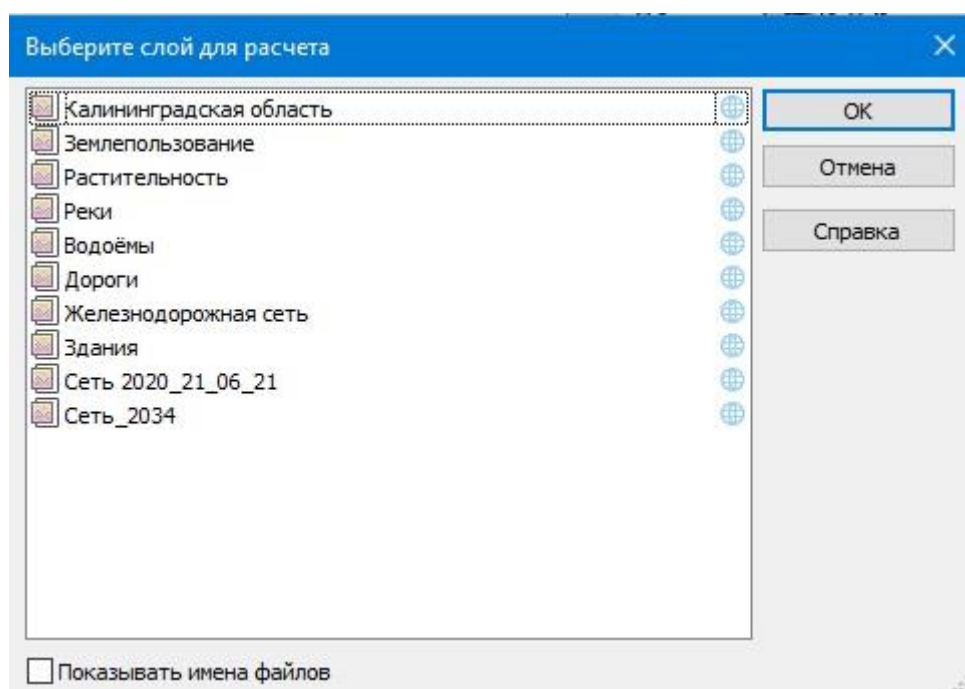 Выберите слой для расчета
Калининградская область
Землепользование
Растительность
Реки
Водоёмы
Дороги
Железнодорожная сеть
Здания
Сеть 2020_21_06_21
Сеть_2034
OK
Отмена
Справка
Показывать имена файлов